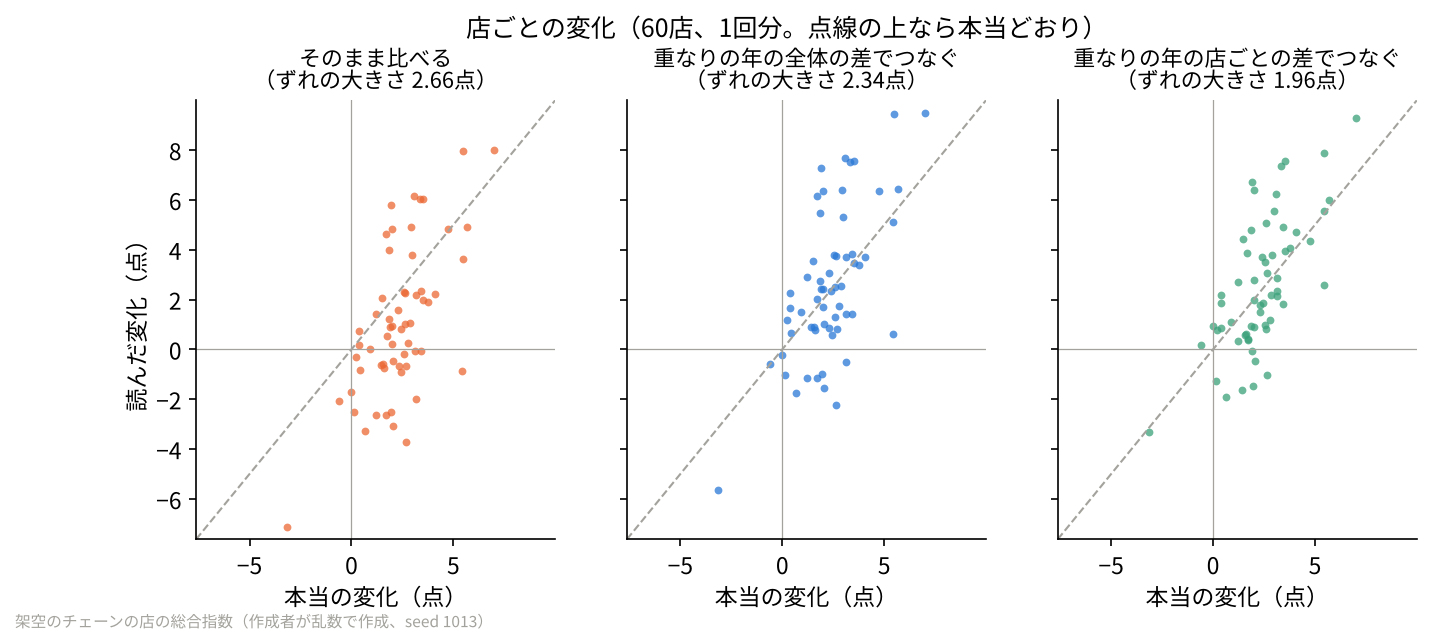 店ごとの変化（60店、1回分。点線の上なら本当どおり）
そのまま比べる
（ずれの大きさ 2.66点）
重なりの年の全体の差でつなぐ
（ずれの大きさ 2.34点）
重なりの年の店ごとの差でつなぐ
（ずれの大きさ 1.96点）
読んだ変化（点）
8
6
4
2
0
−2
−4
−6
−5 0 5
−5 0 5
−5 0 5
本当の変化（点）
本当の変化（点）
本当の変化（点）
架空のチェーンの店の総合指数（作成者が乱数で作成、seed 1013）